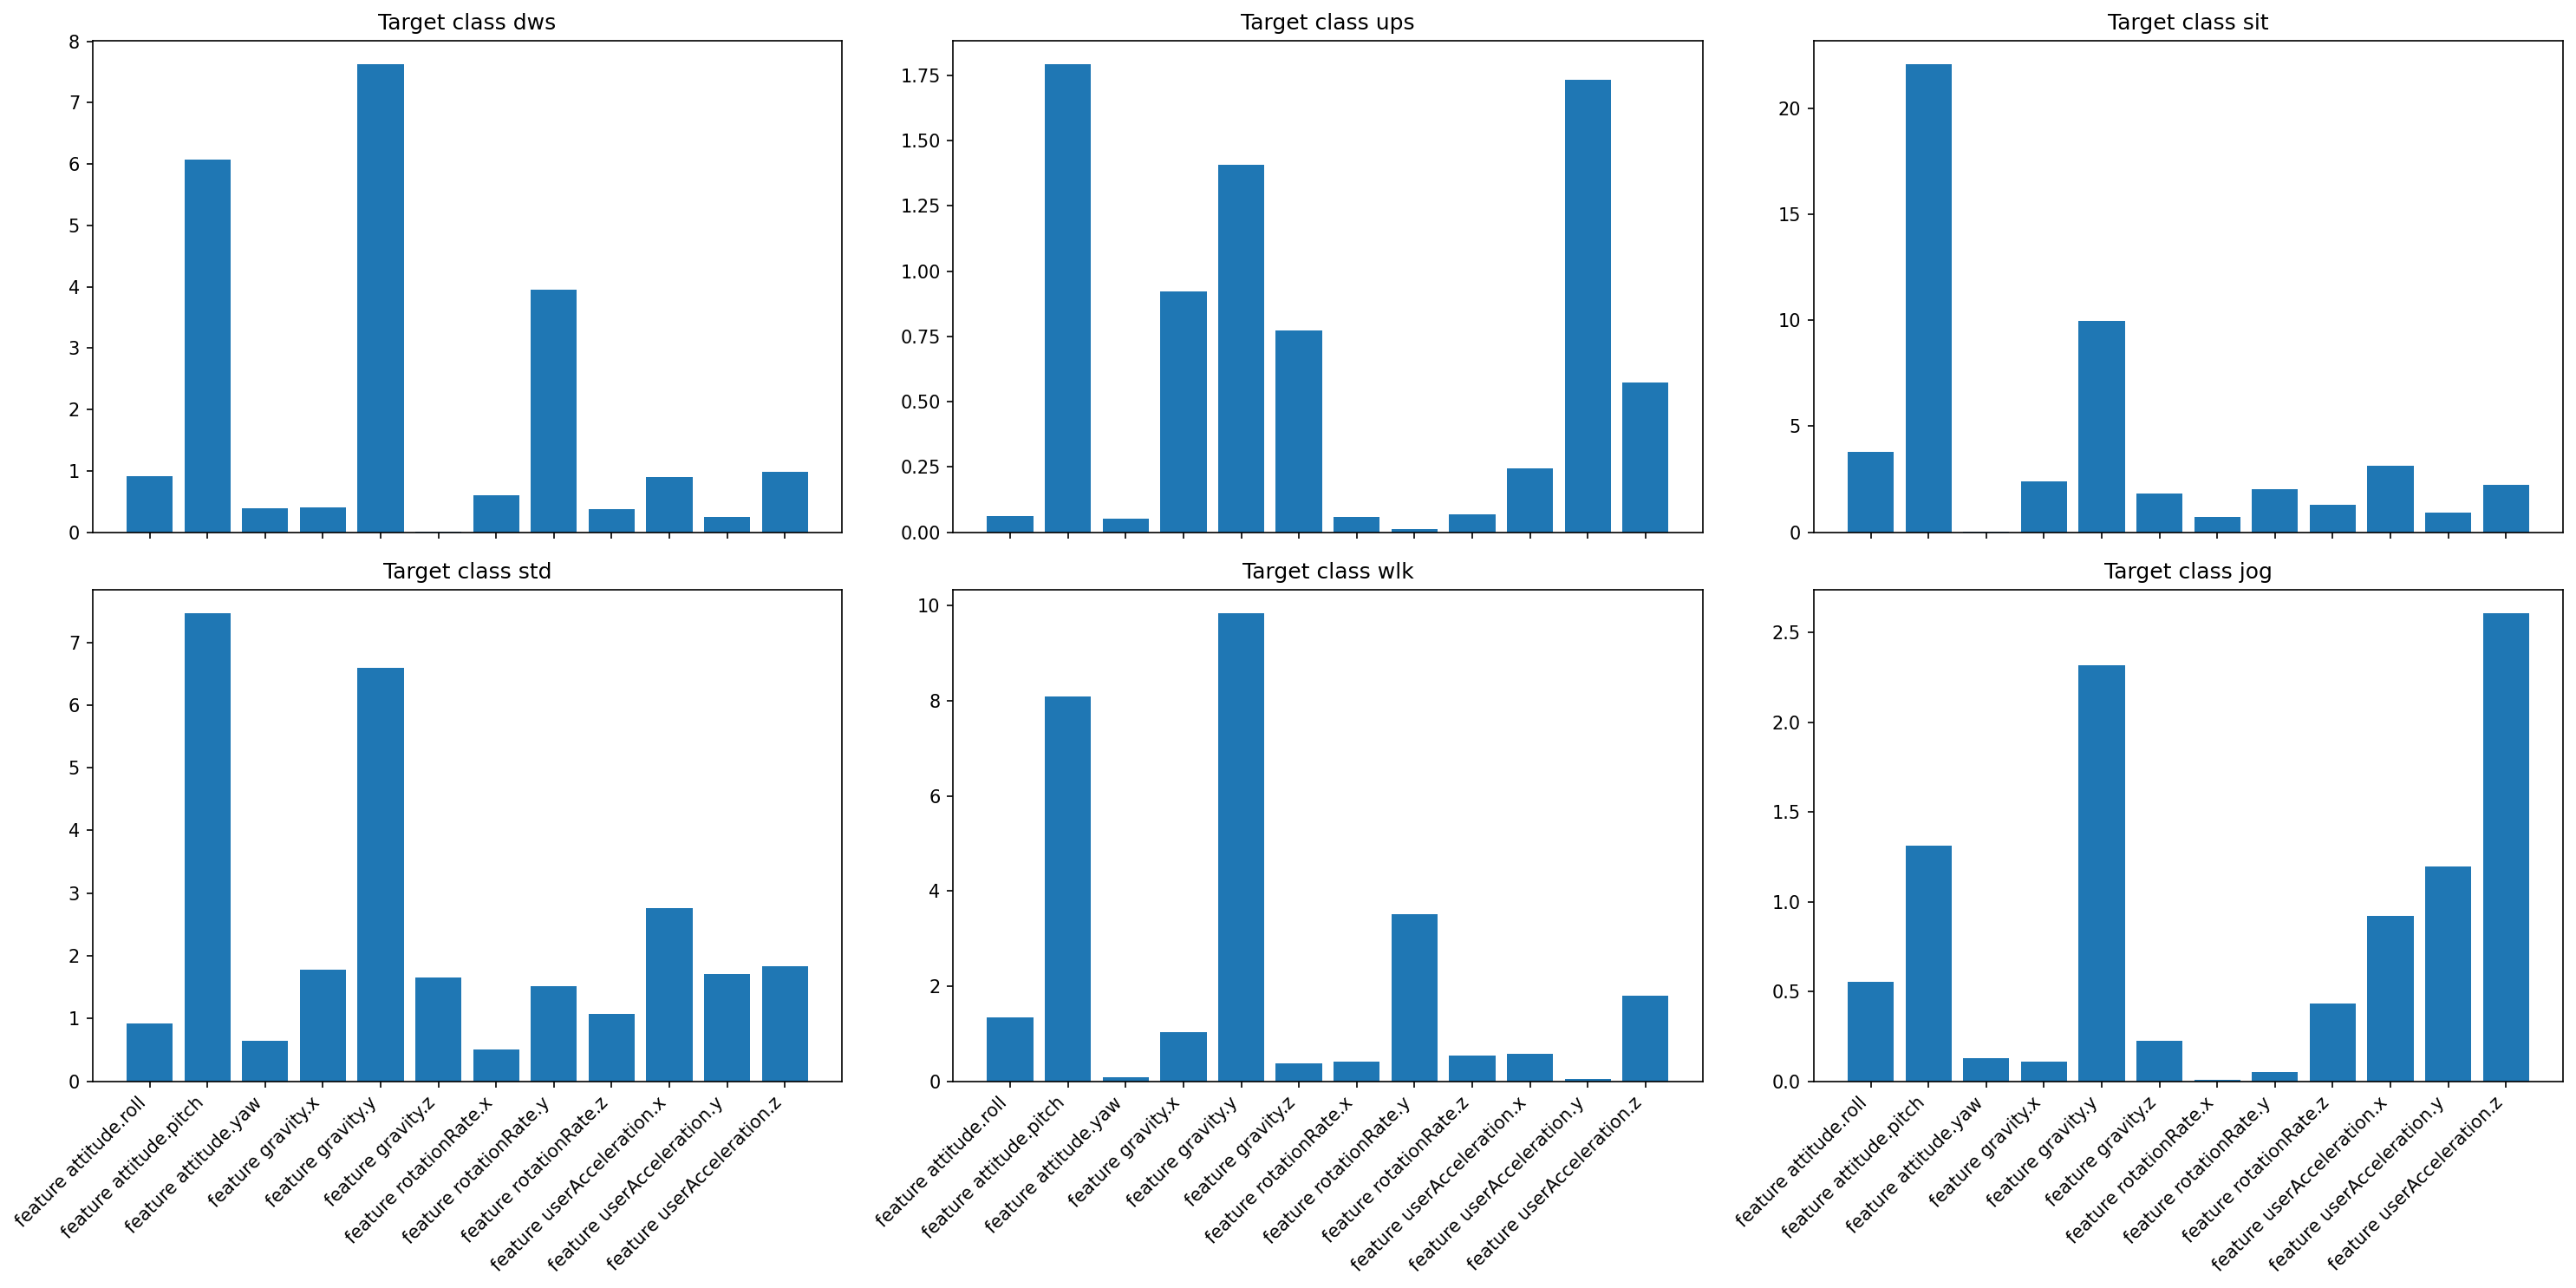 Target class dws
8
7
6
5
4
3
2
1
0
Target class ups
1.75
1.50
1.25
1.00
0.75
0.50
0.25
0.00
Target class sit
20
15
10
5
0
Target class std
7
6
5
4
3
2
1
0
feature attitude.roll
feature attitude.pitch
feature attitude.yaw
feature gravity.x
feature gravity.y
feature gravity.z
feature rotationRate.x
feature rotationRate.y
feature rotationRate.z
feature userAcceleration.x
feature userAcceleration.y
feature userAcceleration.z
Target class wlk
10
8
6
4
2
0
feature attitude.roll
feature attitude.pitch
feature attitude.yaw
feature gravity.x
feature gravity.y
feature gravity.z
feature rotationRate.x
feature rotationRate.y
feature rotationRate.z
feature userAcceleration.x
feature userAcceleration.y
feature userAcceleration.z
Target class jog
2.5
2.0
1.5
1.0
0.5
0.0
feature attitude.roll
feature attitude.pitch
feature attitude.yaw
feature gravity.x
feature gravity.y
feature gravity.z
feature rotationRate.x
feature rotationRate.y
feature rotationRate.z
feature userAcceleration.x
feature userAcceleration.y
feature userAcceleration.z